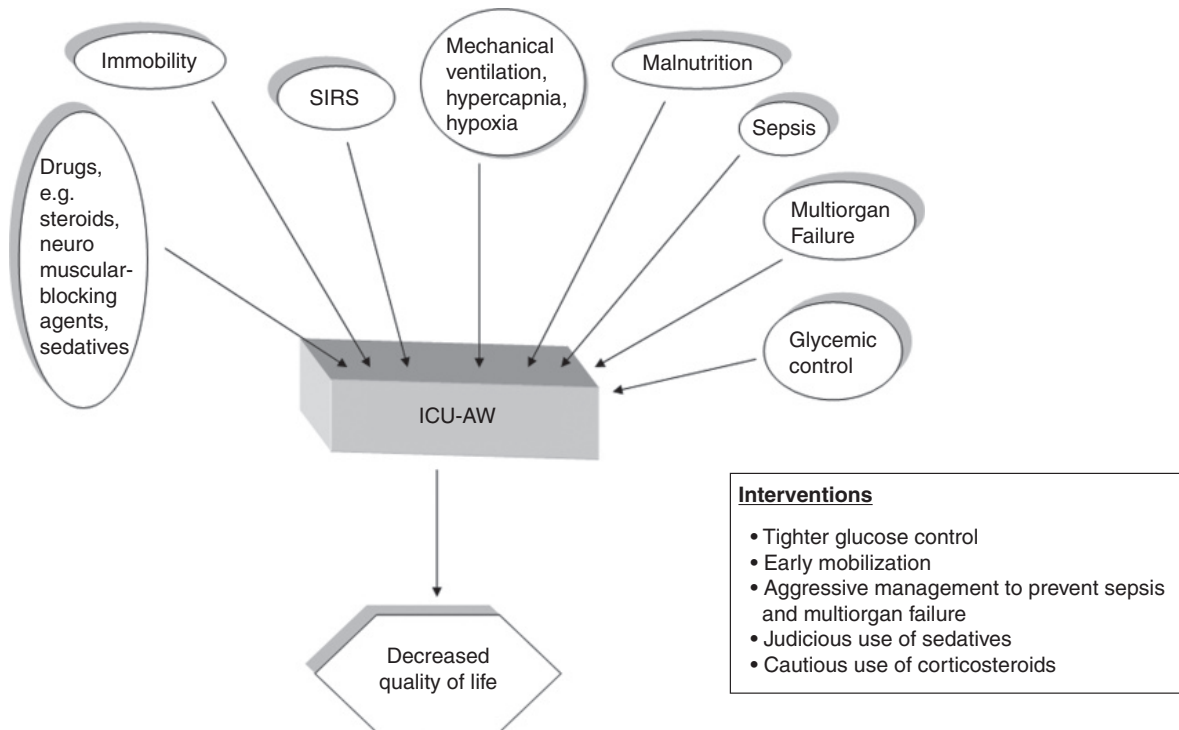 Immobility
SIRS
Mechanical
ventilation,
hypercapnia,
hypoxia
Malnutrition
Sepsis
Drugs,
e.g.
steroids,
neuro
muscular-
blocking
agents,
sedatives
Multiorgan
Failure
Glycemic
control
ICU-AW
Decreased
quality of life
Interventions
• Tighter glucose control
• Early mobilization
• Aggressive management to prevent sepsis
and multiorgan failure
• Judicious use of sedatives
• Cautious use of corticosteroids